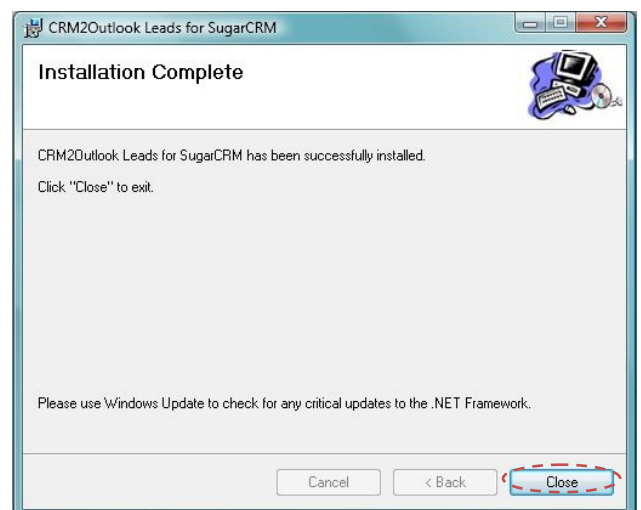 CRM2Outlook Leads for SugarCRM
Installation Complete
CRM2Outlook Leads for SugarCRM has been successfully installed.
Click "Close" to exit.
Please use Windows Update to check for any critical updates to the .NET Framework.
Cancel
< Back
Close